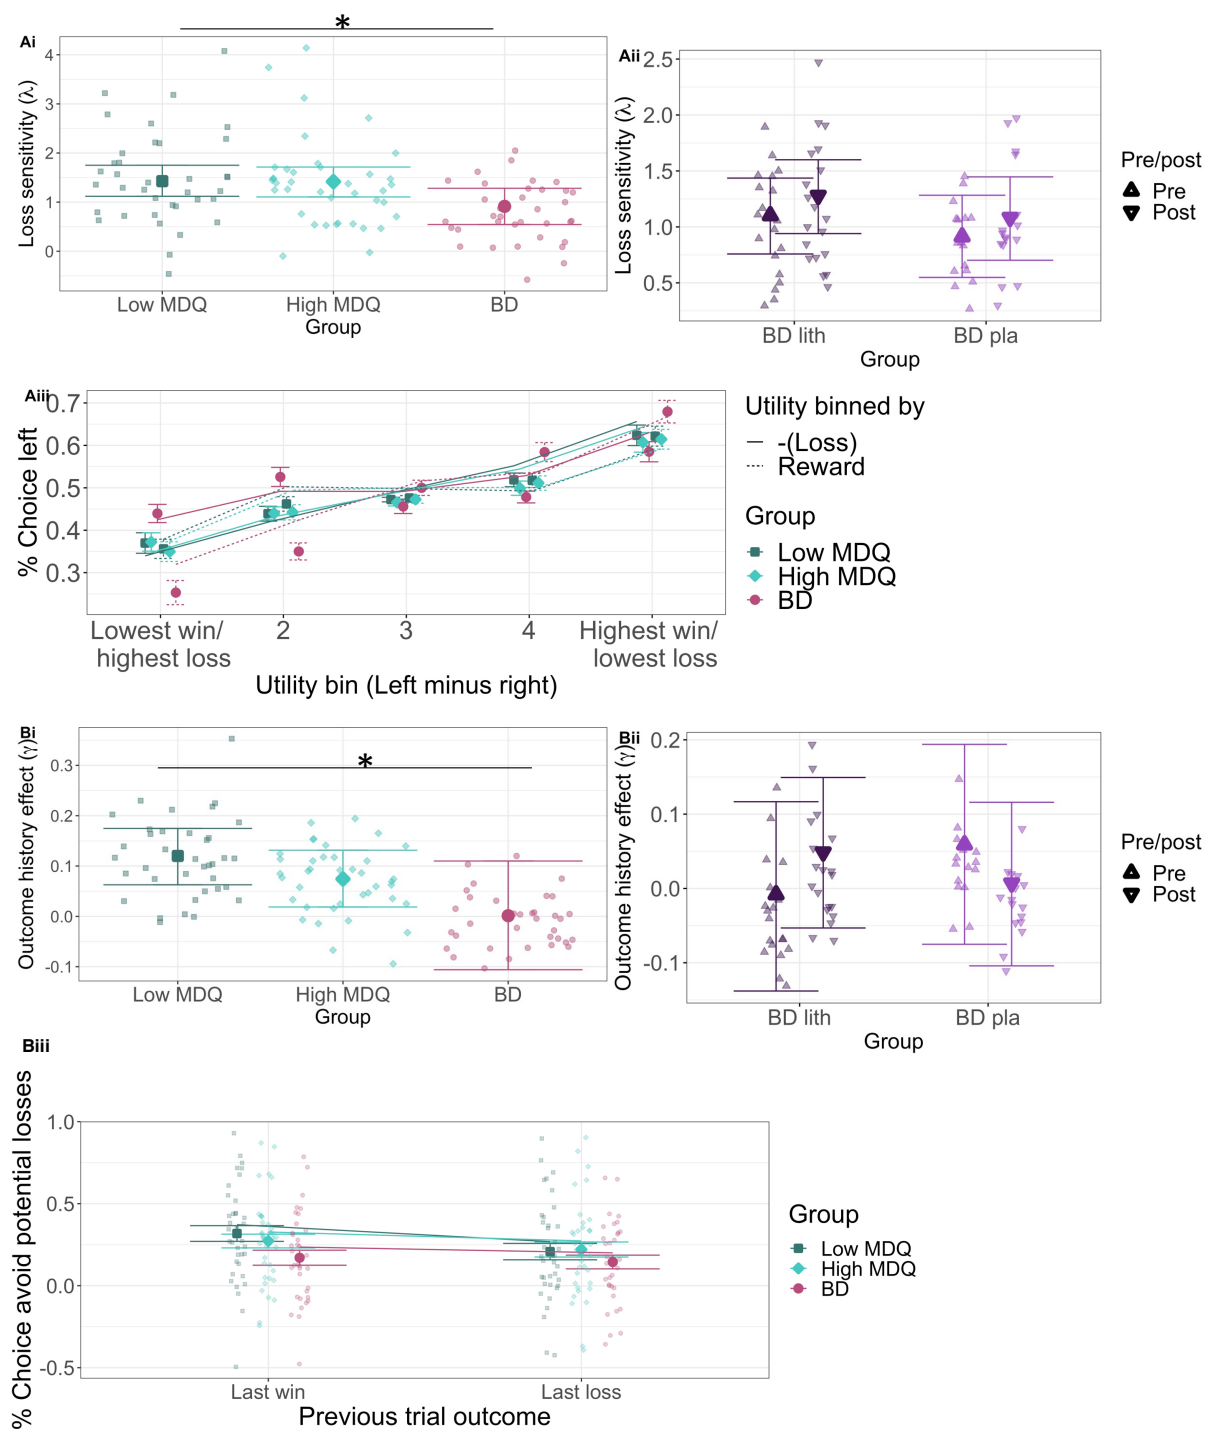 *
Ai
4
3
2
1
0
Loss sensitivity (λ)
Low MDQ
High MDQ
BD
Group
Aii
2.5
2.0
1.5
1.0
0.5
Loss sensitivity (λ)
BD lith
BD pla
Group
Pre/post
Pre
Post
Aiii
0.7
0.6
0.5
0.4
0.3
% Choice left
Lowest win/
highest loss
2
3
4
Highest win/
lowest loss
Utility bin (Left minus right)
Utility binned by
-(Loss)
Reward
Group
Low MDQ
High MDQ
BD
Bi
*
0.3
0.2
0.1
0.0
-0.1
Outcome history effect (γ)
Low MDQ
High MDQ
BD
Group
Bii
0.2
0.1
0.0
-0.1
Outcome history effect (γ)
BD lith
BD pla
Group
Pre/post
Pre
Post
Biii
1.0
0.5
0.0
-0.5
% Choice avoid potential losses
Last win
Last loss
Previous trial outcome
Group
Low MDQ
High MDQ
BD